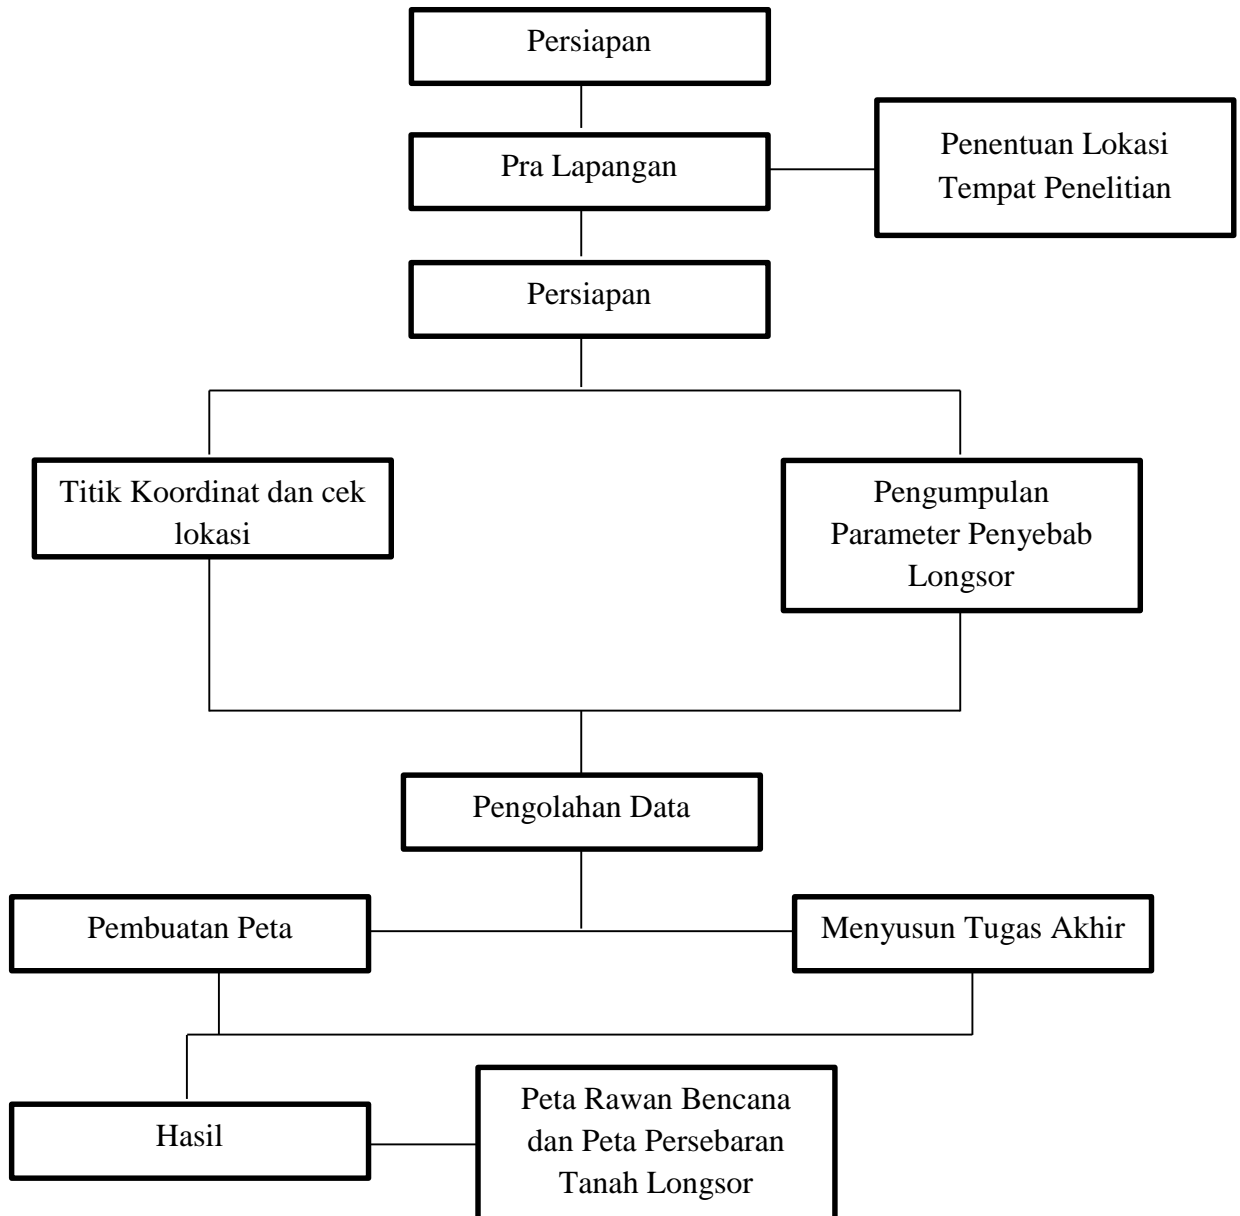 Persiapan
Pra Lapangan
Penentuan Lokasi
Tempat Penelitian
Persiapan
Titik Koordinat dan cek
lokasi
Pengumpulan
Parameter Penyebab
Longsor
Pengolahan Data
Pembuatan Peta
Menyusun Tugas Akhir
Hasil
Peta Rawan Bencana
dan Peta Persebaran
Tanah Longsor